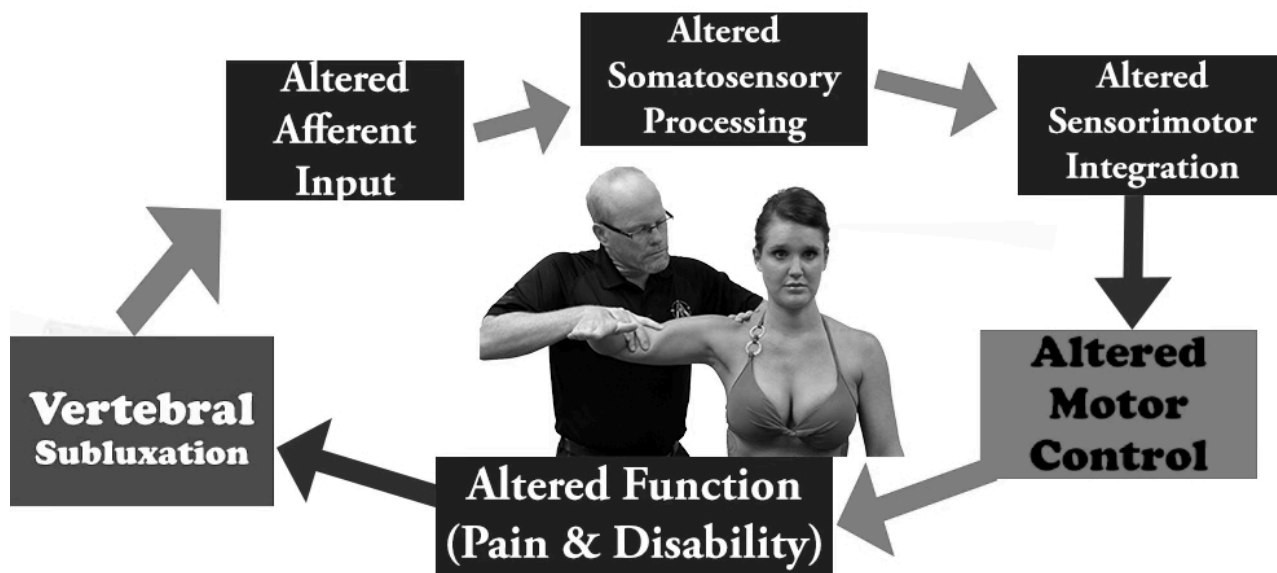 Altered
Afferent
Input
Altered
Somatosensory
Processing
Altered
Sensorimotor
Integration
Altered
Motor
Control
Altered Function
(Pain & Disability)
Vertebral
Subluxation